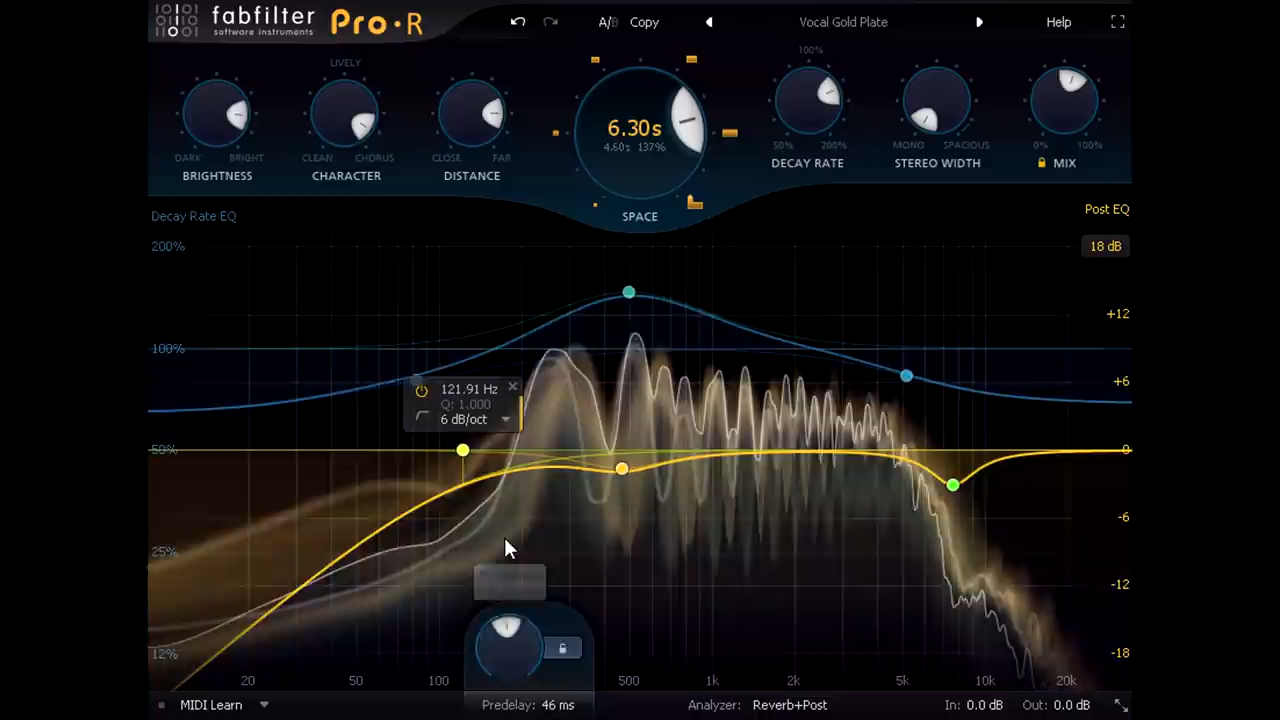 fabfilter
software instruments
Pro·R
A/B Copy
Vocal Gold Plate
Help
DARK BRIGHT
BRIGHTNESS
LIVELY
CLEAN CHORUS
CHARACTER
CLOSE FAR
DISTANCE
6.30s
4.60s 137%
SPACE
100%
50% 200%
DECAY RATE
MONO SPACIOUS
STEREO WIDTH
0% 100%
MIX
Decay Rate EQ
Post EQ
200%
18 dB
+12
100%
+6
121.91 Hz
Q: 1.000
6 dB/oct
50%
0
-6
25%
-12
12%
-18
20 50 100 500 1k 2k 5k 10k 20k
MIDI Learn
Predelay: 46 ms
Analyzer: Reverb+Post
In: 0.0 dB
Out: 0.0 dB